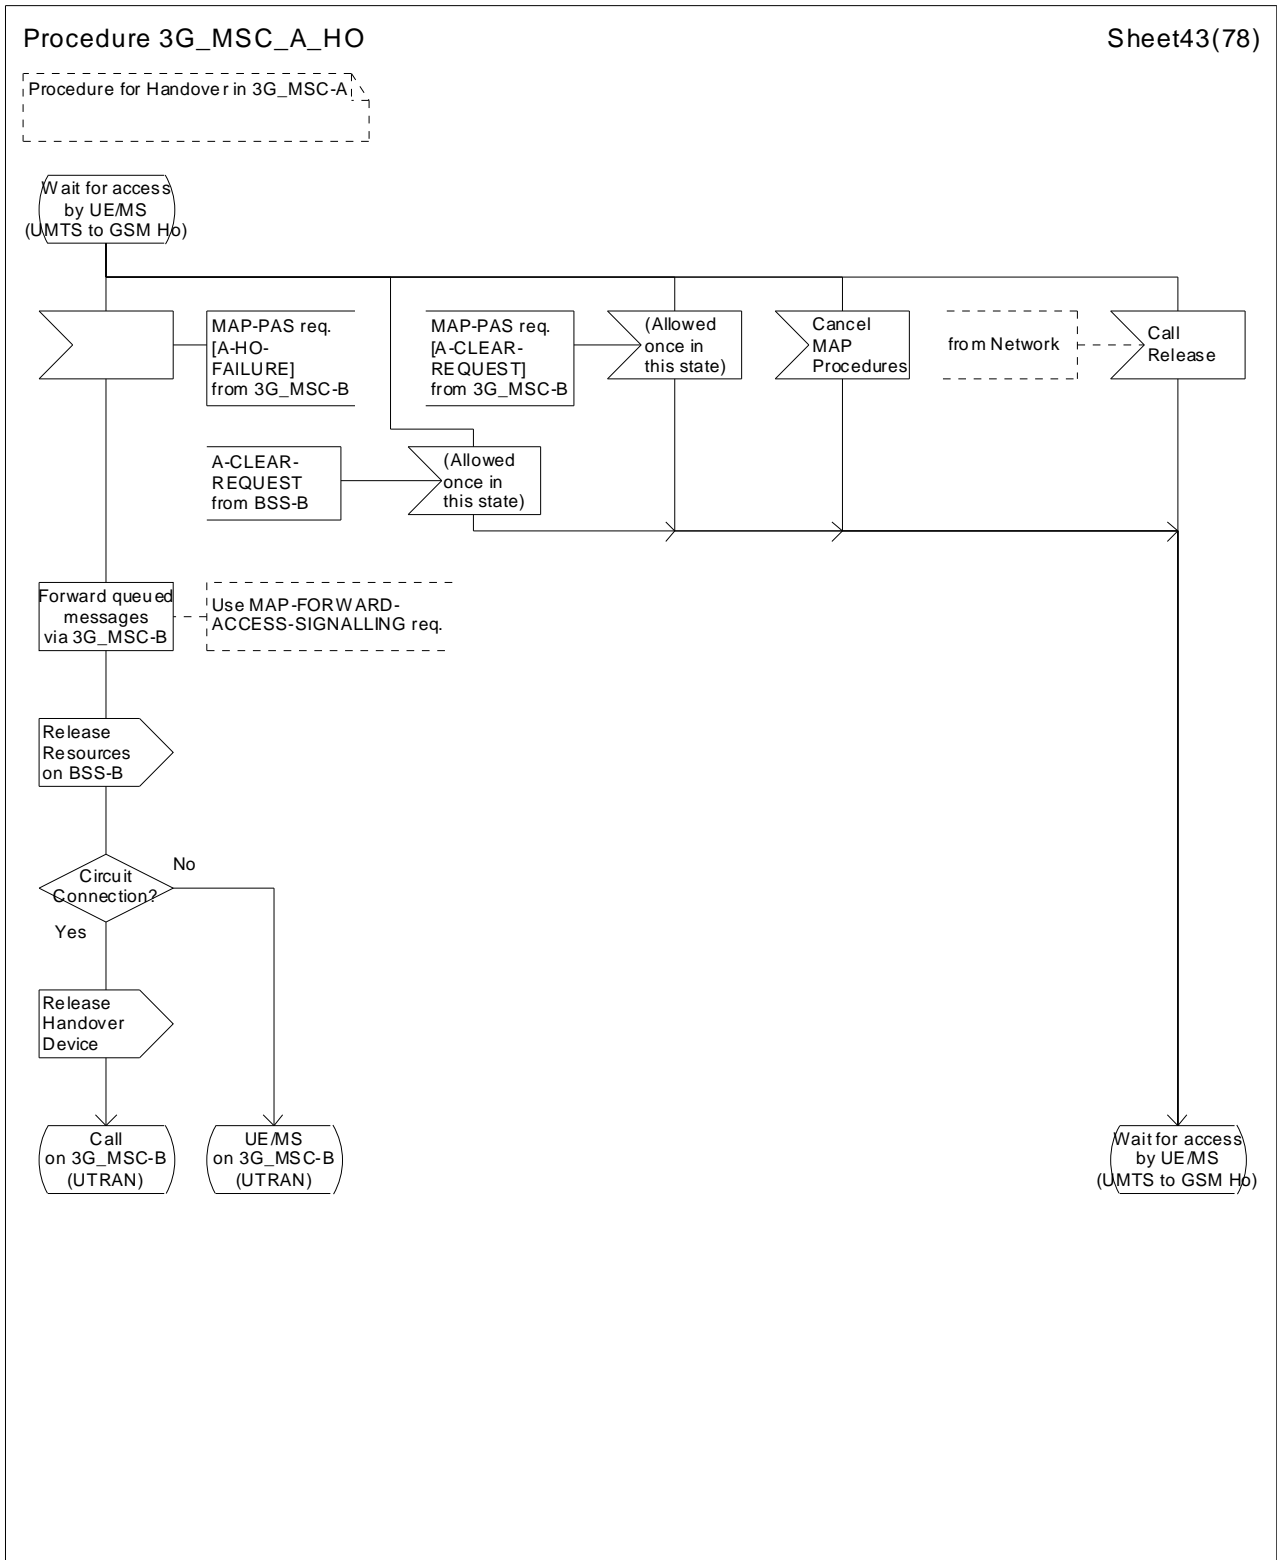 Procedure 3G_MSC_A_HO
Sheet43(78)
Procedure for Handover in 3G_MSC-A
Wait for access
by UE/MS
(UMTS to GSM Ho)
MAP-PAS req.
[A-HO-
FAILURE]
from 3G_MSC-B
MAP-PAS req.
[A-CLEAR-
REQUEST]
from 3G_MSC-B
(Allowed
once in
this state)
Cancel
MAP
Procedures
from Network
Call
Release
A-CLEAR-
REQUEST
from BSS-B
(Allowed
once in
this state)
Forward queued
messages
via 3G_MSC-B
Use MAP-FORWARD-
ACCESS-SIGNALLING req.
Release
Resources
on BSS-B
Circuit
Connection?
No
Yes
Release
Handover
Device
Call
on 3G_MSC-B
(UTRAN)
UE/MS
on 3G_MSC-B
(UTRAN)
Wait for access
by UE/MS
(UMTS to GSM Ho)